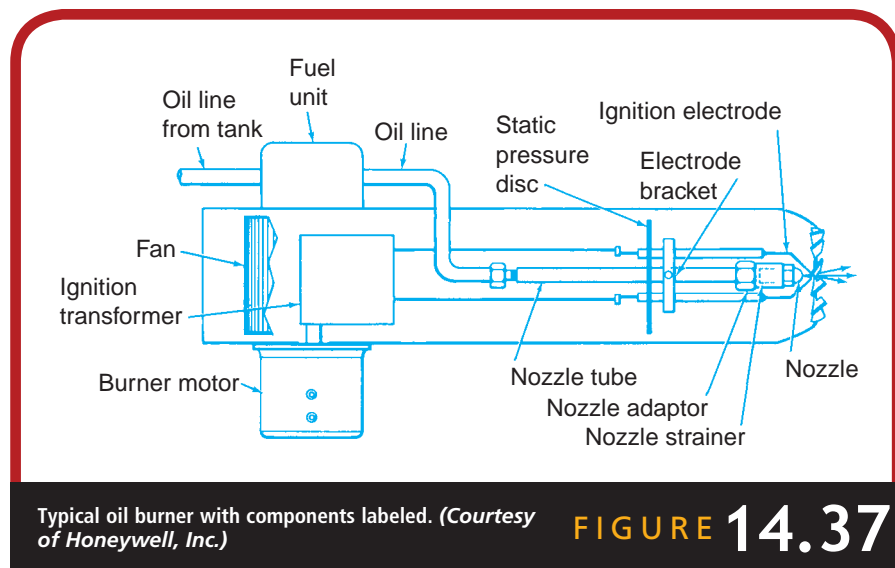 Fuel
unit
Oil line
from tank
Oil line
Static
pressure
disc
Ignition electrode
Electrode
bracket
Fan
Ignition
transformer
Burner motor
Nozzle tube
Nozzle adaptor
Nozzle strainer
Nozzle
Typical oil burner with components labeled. (Courtesy
of Honeywell, Inc.)
FIGURE 14.37